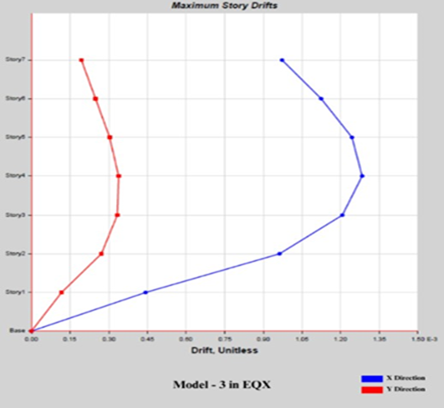 Maximum Story Drifts
Story7
Story6
Story5
Story4
Story3
Story2
Story1
Base
0.00 0.15 0.30 0.45 0.60 0.75 0.90 1.05 1.20 1.35 1.50 E-3
Drift, Unitless
Model - 3 in EQX
X Direction
Y Direction